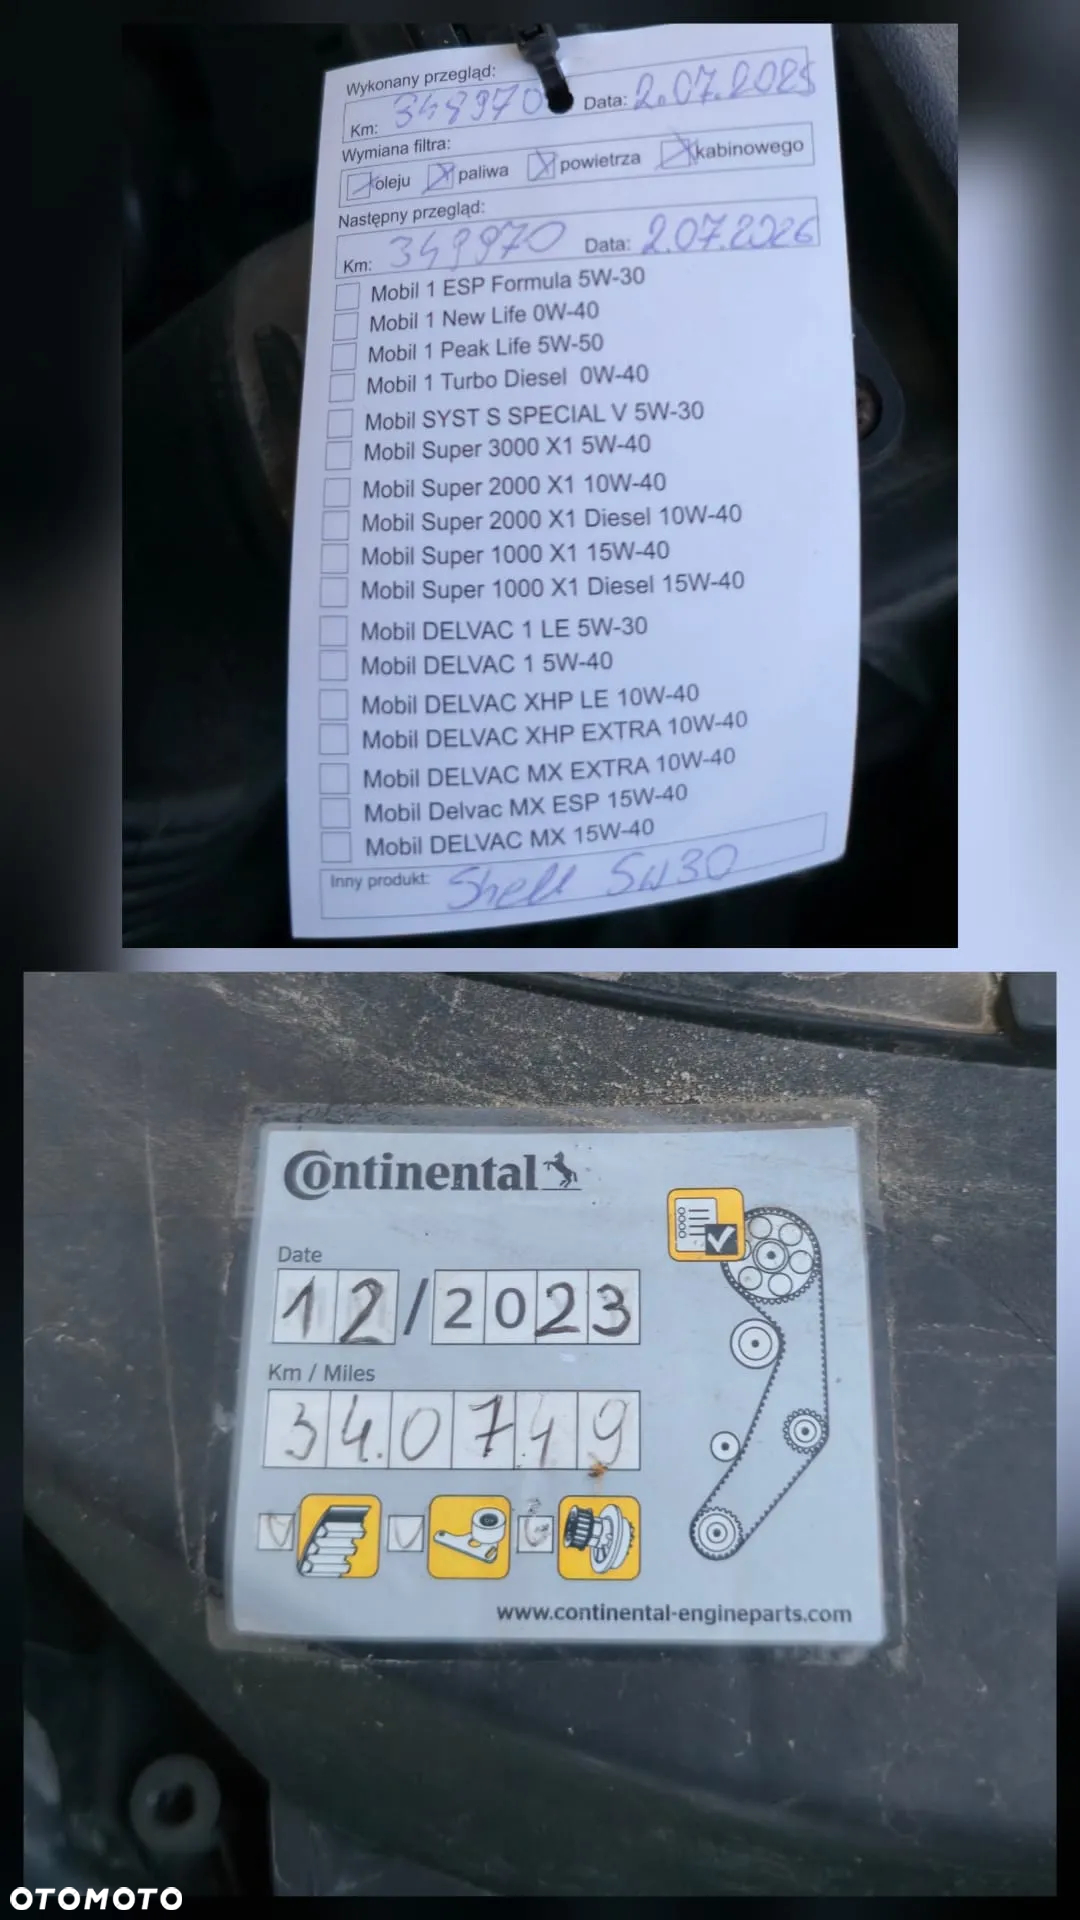 Wykonany przegląd:
Km: 348970 Data: 2.07.2025
Wymiana filtra:
oleju paliwa powietrza kabinowego
Następny przegląd:
Km: 349970 Data: 2.07.2026
Mobil 1 ESP Formula 5W-30
Mobil 1 New Life 0W-40
Mobil 1 Peak Life 5W-50
Mobil 1 Turbo Diesel 0W-40
Mobil SYST S SPECIAL V 5W-30
Mobil Super 3000 X1 5W-40
Mobil Super 2000 X1 10W-40
Mobil Super 2000 X1 Diesel 10W-40
Mobil Super 1000 X1 15W-40
Mobil Super 1000 X1 Diesel 15W-40
Mobil DELVAC 1 LE 5W-30
Mobil DELVAC 1 5W-40
Mobil DELVAC XHP LE 10W-40
Mobil DELVAC XHP EXTRA 10W-40
Mobil DELVAC MX EXTRA 10W-40
Mobil Delvac MX ESP 15W-40
Mobil DELVAC MX 15W-40
Inny produkt: Shell 5W30
Continental
Date
12/2023
Km / Miles
340749
www.continental-engineparts.com
OTOMOTO